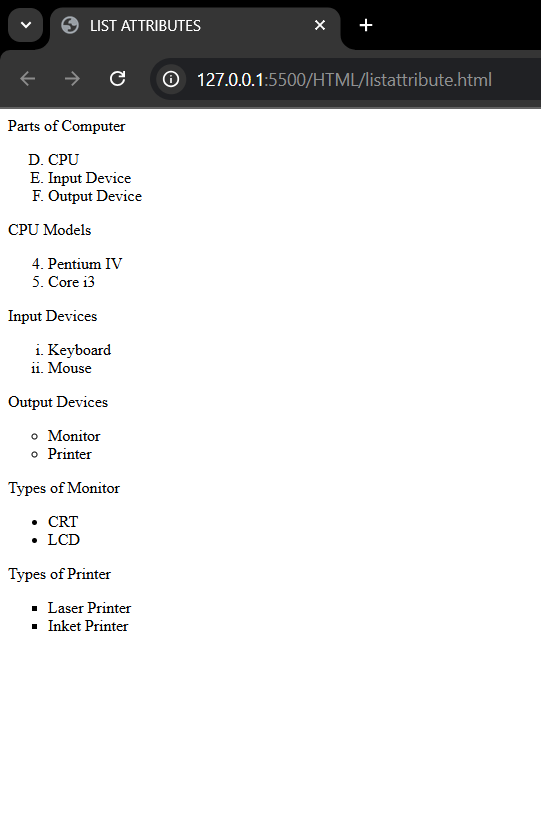 LIST ATTRIBUTES
127.0.0.1:5500/HTML/listattribute.html
Parts of Computer
D. CPU
E. Input Device
F. Output Device
CPU Models
4. Pentium IV
5. Core i3
Input Devices
i. Keyboard
ii. Mouse
Output Devices
◦ Monitor
◦ Printer
Types of Monitor
• CRT
• LCD
Types of Printer
▪ Laser Printer
▪ Inket Printer